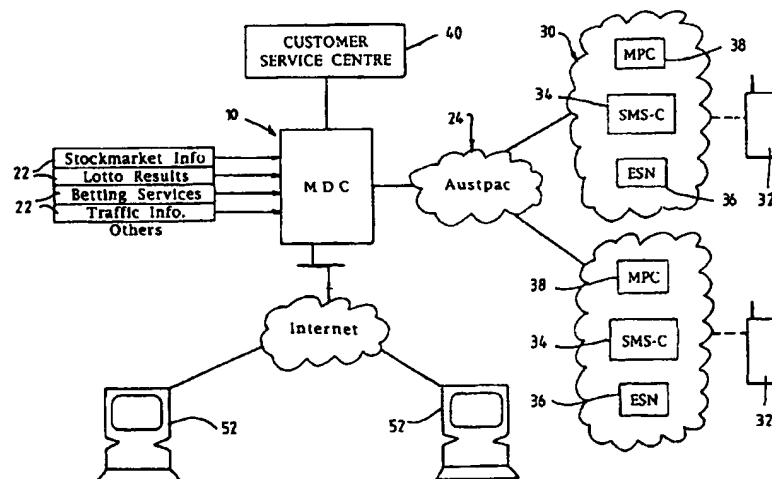 CUSTOMER
SERVICE CENTRE
40
30
MPC
38
10
34
SMS-C
24
22
Stockmarket Info
Lotto Results
Betting Services
22
Traffic Info.
Others
MDC
Austpac
ESN
36
32
38
MPC
Internet
34
SMS-C
36
ESN
32
52
52